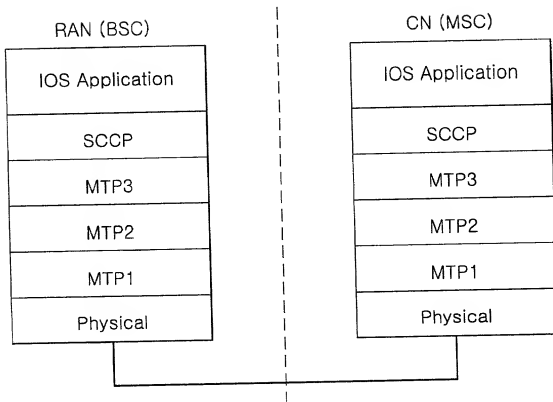 RAN (BSC)
IOS Application
SCCP
MTP3
MTP2
MTP1
Physical
CN (MSC)
IOS Application
SCCP
MTP3
MTP2
MTP1
Physical